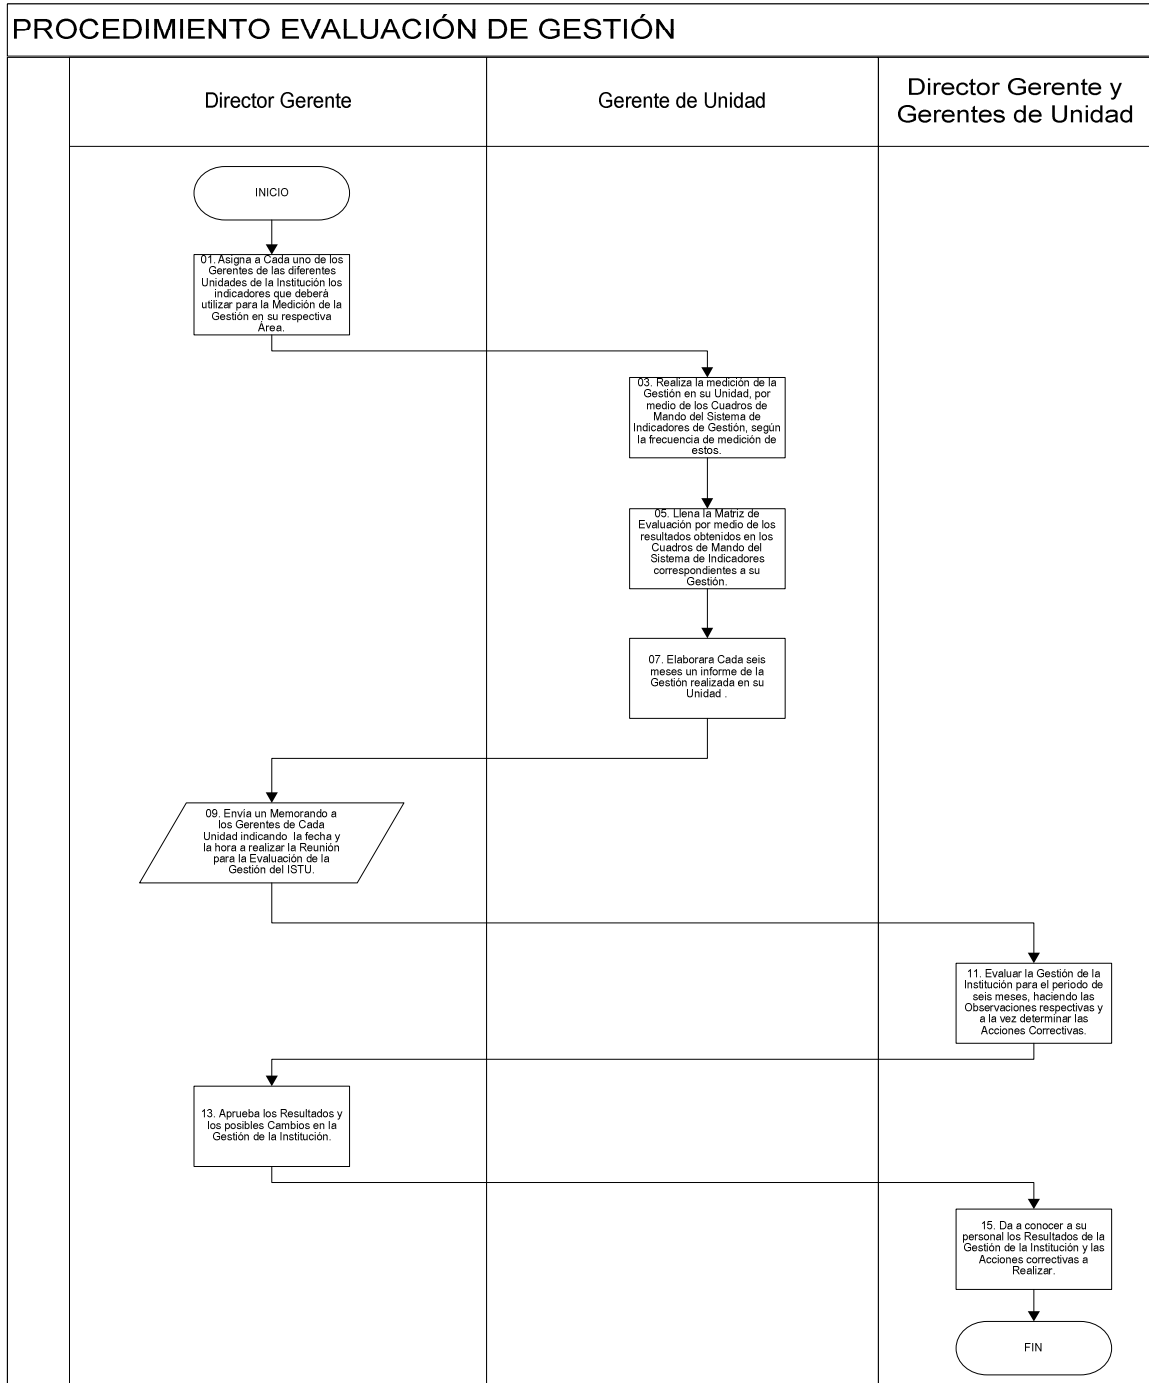 PROCEDIMIENTO EVALUACIÓN DE GESTIÓN
Director Gerente
Gerente de Unidad
Director Gerente y
Gerentes de Unidad
INICIO
01. Asigna a Cada uno de los
Gerentes de las diferentes
Unidades de la Institución los
indicadores que deberá
utilizar para la Medición de la
Gestión en su respectiva
Área.
03. Realiza la medición de la
Gestión en su Unidad, por
medio de los Cuadros de
Mando del Sistema de
Indicadores de Gestión, según
la frecuencia de medición de
estos.
05. Llena la Matriz de
Evaluación por medio de los
resultados obtenidos en los
Cuadros de Mando del
Sistema de Indicadores
correspondientes a su
Gestión.
07. Elaborara Cada seis
meses un informe de la
Gestión realizada en su
Unidad .
09. Envía un Memorando a
los Gerentes de Cada
Unidad indicando la fecha y
la hora a realizar la Reunión
para la Evaluación de la
Gestión del ISTU.
11. Evaluar la Gestión de la
Institución para el periodo de
seis meses, haciendo las
Observaciones respectivas y
a la vez determinar las
Acciones Correctivas.
13. Aprueba los Resultados y
los posibles Cambios en la
Gestión de la Institución.
15. Da a conocer a su
personal los Resultados de la
Gestión de la Institución y las
Acciones correctivas a
Realizar.
FIN